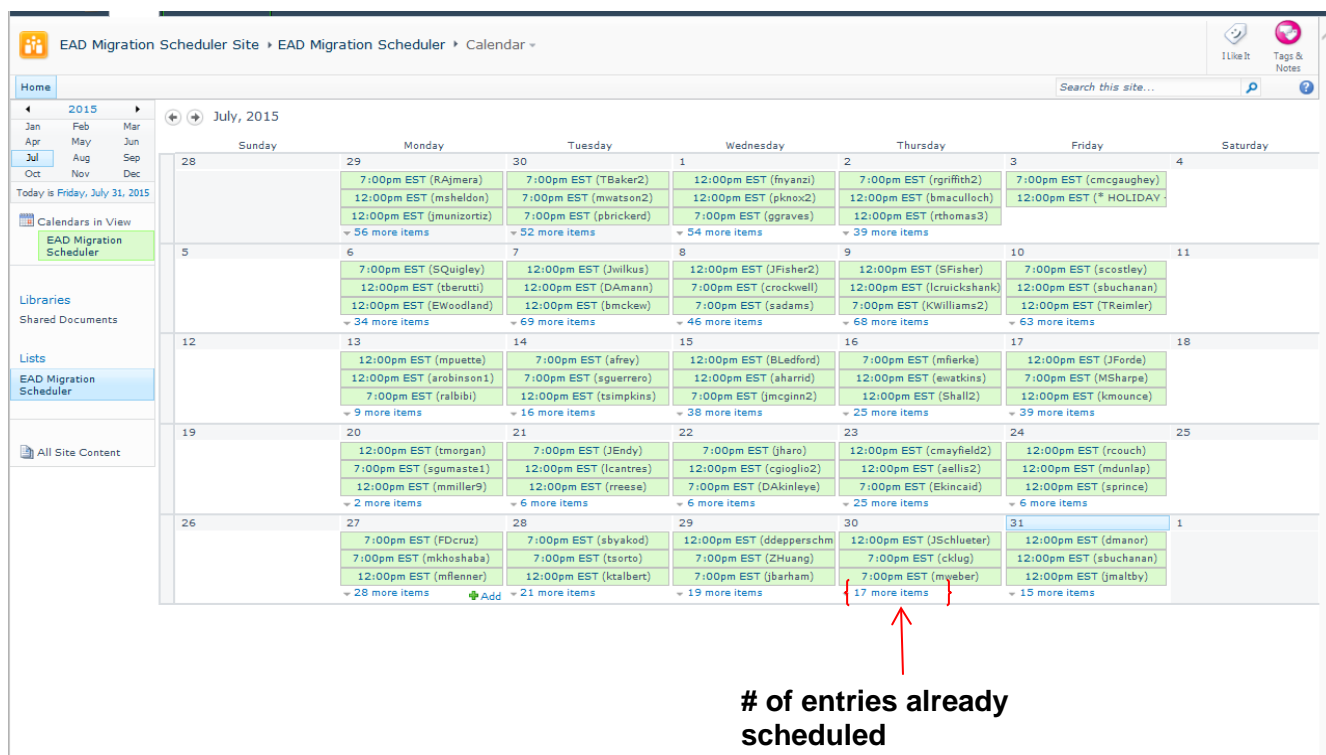 EAD Migration Scheduler Site ▸ EAD Migration Scheduler ▸ Calendar
I Like It
Tags & Notes
Home
Search this site...
2015
Jan Feb Mar
Apr May Jun
Jul Aug Sep
Oct Nov Dec
Today is Friday, July 31, 2015
Calendars in View
EAD Migration
Scheduler
Libraries
Shared Documents
Lists
EAD Migration
Scheduler
All Site Content
July, 2015
Sunday Monday Tuesday Wednesday Thursday Friday Saturday
28 29 30 1 2 3 4
7:00pm EST (RAjmera) 7:00pm EST (TBaker2) 12:00pm EST (fnyanzi) 7:00pm EST (rgriffith2) 7:00pm EST (cmcgaughey)
12:00pm EST (msheldon) 7:00pm EST (mwatson2) 12:00pm EST (pknox2) 12:00pm EST (bmaculloch) 12:00pm EST (* HOLIDAY -
12:00pm EST (jmunizortiz) 7:00pm EST (pbrickerd) 7:00pm EST (ggraves) 12:00pm EST (rthomas3)
56 more items 52 more items 54 more items 39 more items
5 6 7 8 9 10 11
7:00pm EST (SQuigley) 12:00pm EST (Jwilkus) 12:00pm EST (JFisher2) 12:00pm EST (SFisher) 7:00pm EST (scostley)
12:00pm EST (tberutti) 12:00pm EST (DAmann) 7:00pm EST (crockwell) 12:00pm EST (lcruickshank) 12:00pm EST (sbuchanan)
12:00pm EST (EWoodland) 12:00pm EST (bmckew) 7:00pm EST (sadams) 7:00pm EST (KWilliams2) 12:00pm EST (TReimler)
34 more items 69 more items 46 more items 68 more items 63 more items
12 13 14 15 16 17 18
12:00pm EST (mpuette) 7:00pm EST (afrey) 12:00pm EST (BLedford) 7:00pm EST (mfierke) 12:00pm EST (JForde)
12:00pm EST (arobinson1) 7:00pm EST (sguerrero) 12:00pm EST (aharrid) 12:00pm EST (ewatkins) 7:00pm EST (MSharpe)
7:00pm EST (ralbibi) 12:00pm EST (tsimpkins) 7:00pm EST (jmcginn2) 12:00pm EST (Shall2) 12:00pm EST (kmounce)
9 more items 16 more items 38 more items 25 more items 39 more items
19 20 21 22 23 24 25
12:00pm EST (tmorgan) 7:00pm EST (JEndy) 7:00pm EST (jharo) 12:00pm EST (cmayfield2) 12:00pm EST (rcouch)
7:00pm EST (sgumaste1) 12:00pm EST (lcantres) 12:00pm EST (cgioglio2) 12:00pm EST (aellis2) 12:00pm EST (mdunlap)
12:00pm EST (mmiller9) 12:00pm EST (rreese) 7:00pm EST (DAkinleye) 7:00pm EST (Ekincaid) 12:00pm EST (sprince)
2 more items 6 more items 6 more items 25 more items 6 more items
26 27 28 29 30 31 1
7:00pm EST (FDcruz) 7:00pm EST (sbyakod) 12:00pm EST (ddepperschm 12:00pm EST (JSchlueter) 12:00pm EST (dmanor)
7:00pm EST (mkhoshaba) 7:00pm EST (tsorto) 7:00pm EST (ZHuang) 7:00pm EST (cklug) 12:00pm EST (sbuchanan)
12:00pm EST (mflenner) 12:00pm EST (ktalbert) 7:00pm EST (jbarham) 7:00pm EST (mweber) 12:00pm EST (jmaltby)
28 more items Add 21 more items 19 more items 17 more items 15 more items
# of entries already
scheduled